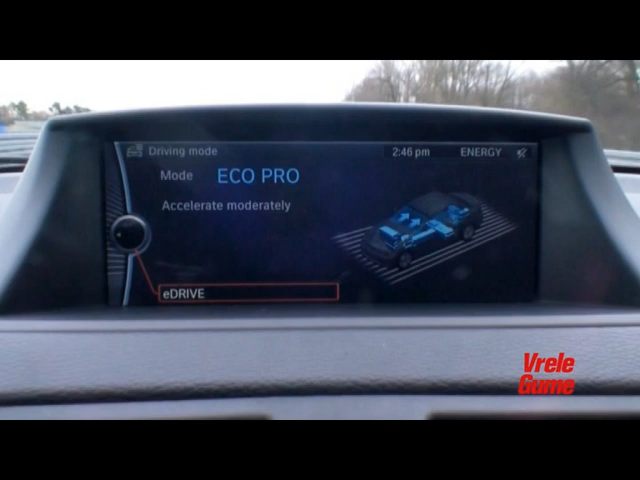 Driving mode 2:46 pm ENERGY
Mode ECO PRO
Accelerate moderately
eDRIVE
Vrele
Gume